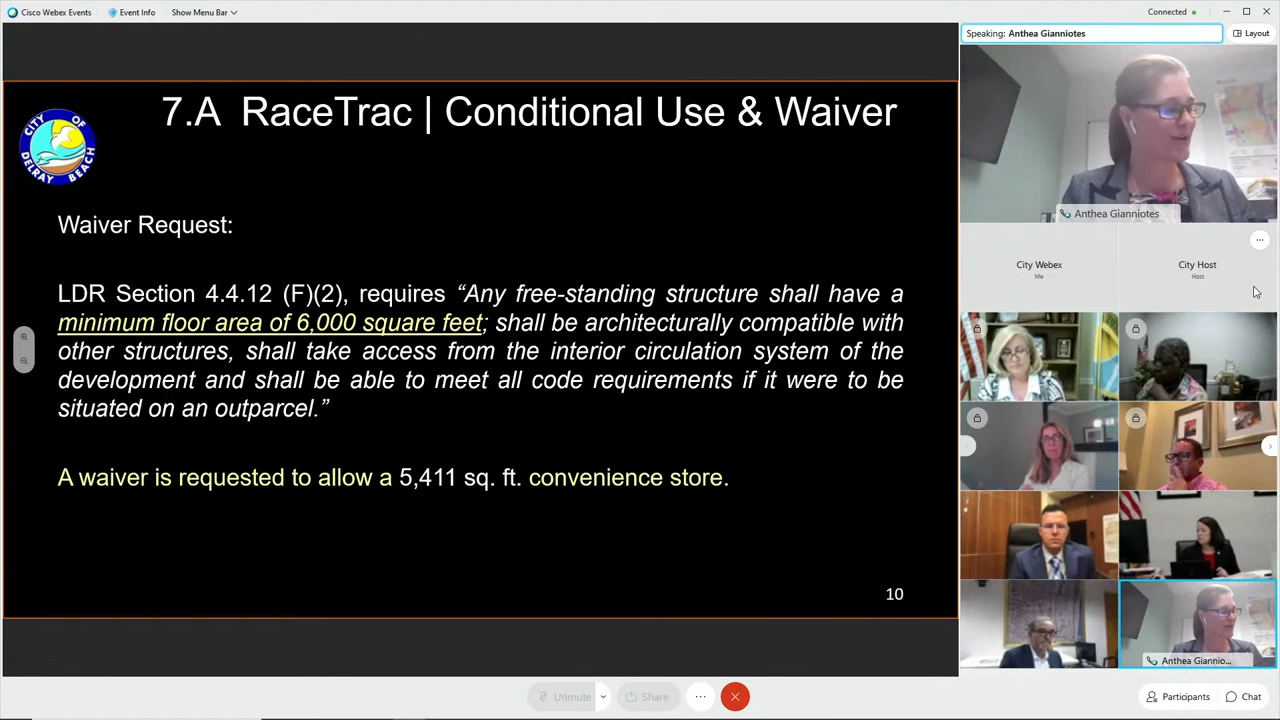 Cisco Webex Events
Event Info
Show Menu Bar
Connected
Speaking: Anthea Gianniotes
Layout
7.A RaceTrac | Conditional Use & Waiver
CITY OF
DELRAY BEACH
Anthea Gianniotes
Waiver Request:
City Webex
Me
City Host
Host
LDR Section 4.4.12 (F)(2), requires “Any free-standing structure shall have a
minimum floor area of 6,000 square feet; shall be architecturally compatible with
other structures, shall take access from the interior circulation system of the
development and shall be able to meet all code requirements if it were to be
situated on an outparcel.”
A waiver is requested to allow a 5,411 sq. ft. convenience store.
10
Anthea Giannio...
Unmute
Share
Participants
Chat